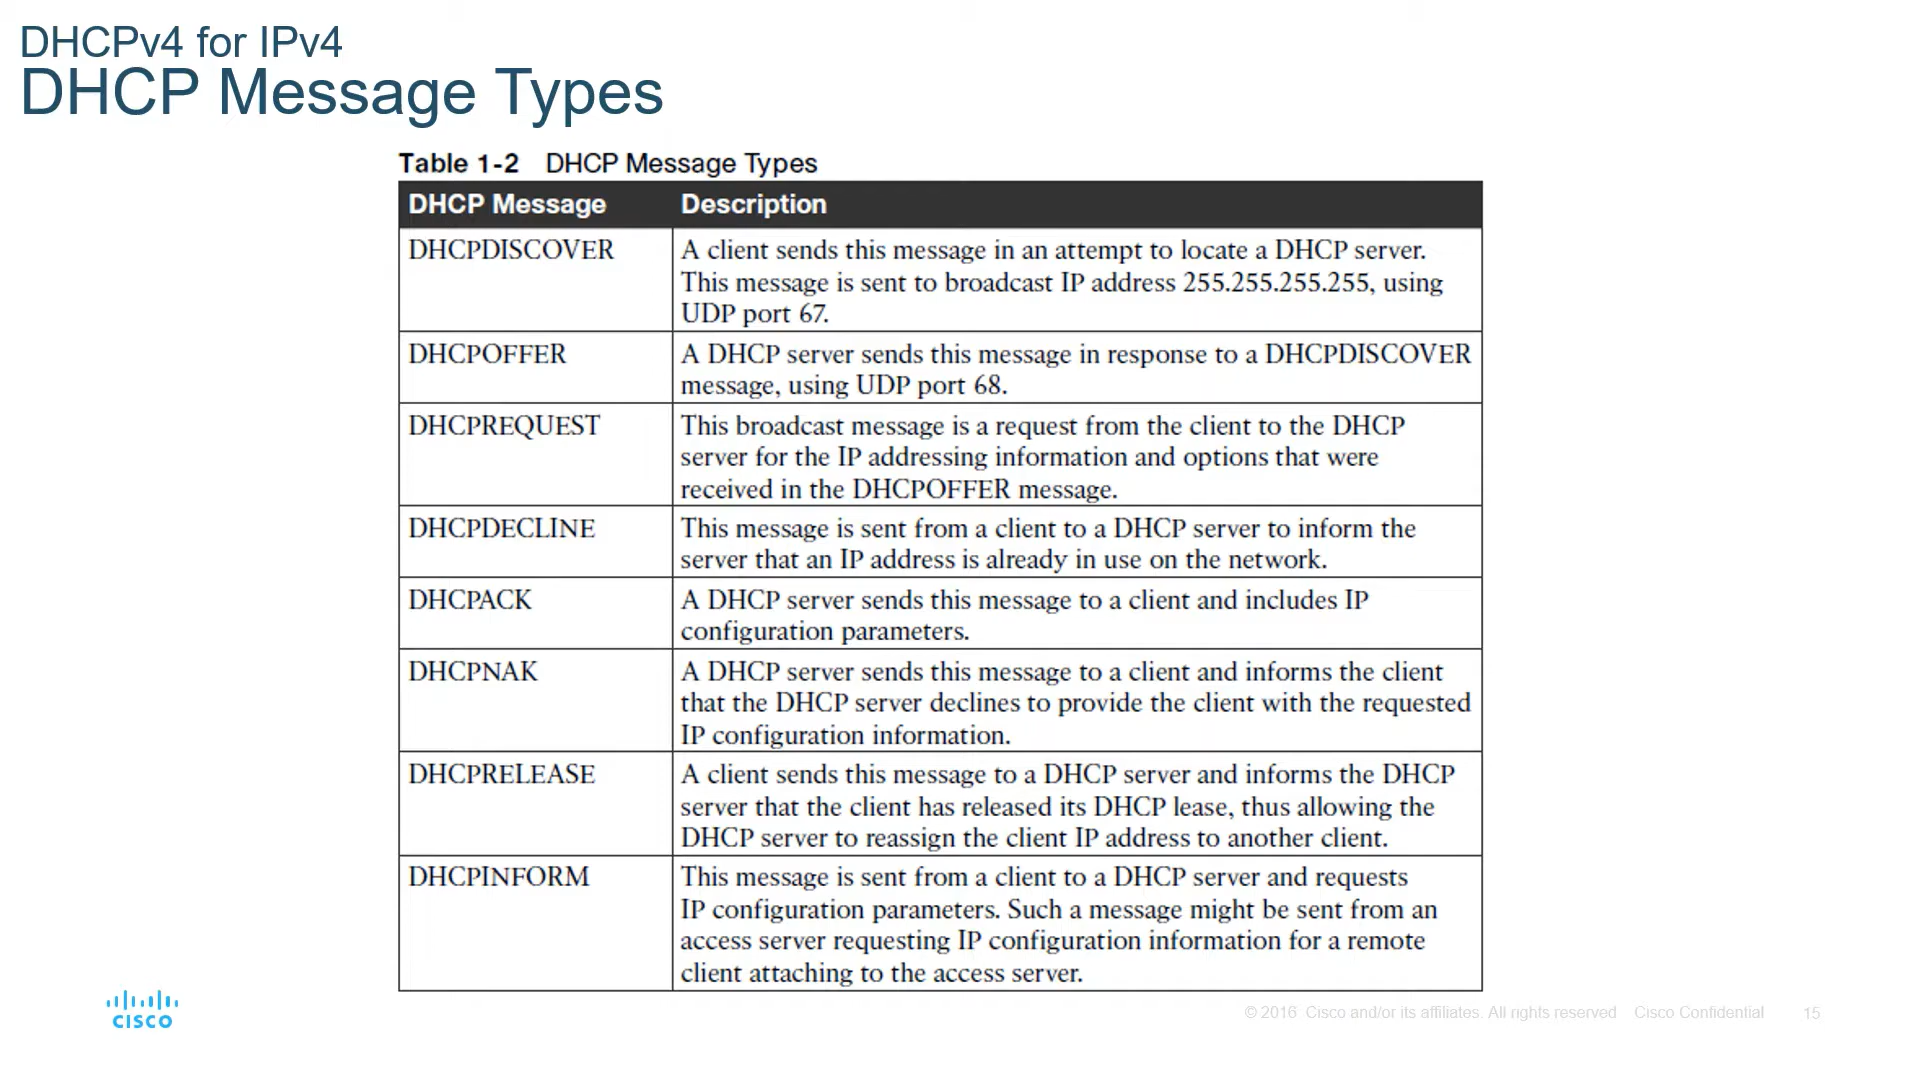 DHCPv4 for IPv4
DHCP Message Types
Table 1-2 DHCP Message Types
DHCP Message Description
DHCPDISCOVER A client sends this message in an attempt to locate a DHCP server.
This message is sent to broadcast IP address 255.255.255.255, using
UDP port 67.
DHCPOFFER A DHCP server sends this message in response to a DHCPDISCOVER
message, using UDP port 68.
DHCPREQUEST This broadcast message is a request from the client to the DHCP
server for the IP addressing information and options that were
received in the DHCPOFFER message.
DHCPDECLINE This message is sent from a client to a DHCP server to inform the
server that an IP address is already in use on the network.
DHCPACK A DHCP server sends this message to a client and includes IP
configuration parameters.
DHCPNAK A DHCP server sends this message to a client and informs the client
that the DHCP server declines to provide the client with the requested
IP configuration information.
DHCPRELEASE A client sends this message to a DHCP server and informs the DHCP
server that the client has released its DHCP lease, thus allowing the
DHCP server to reassign the client IP address to another client.
DHCPINFORM This message is sent from a client to a DHCP server and requests
IP configuration parameters. Such a message might be sent from an
access server requesting IP configuration information for a remote
client attaching to the access server.
CISCO
© 2016 Cisco and/or its affiliates. All rights reserved Cisco Confidential 15